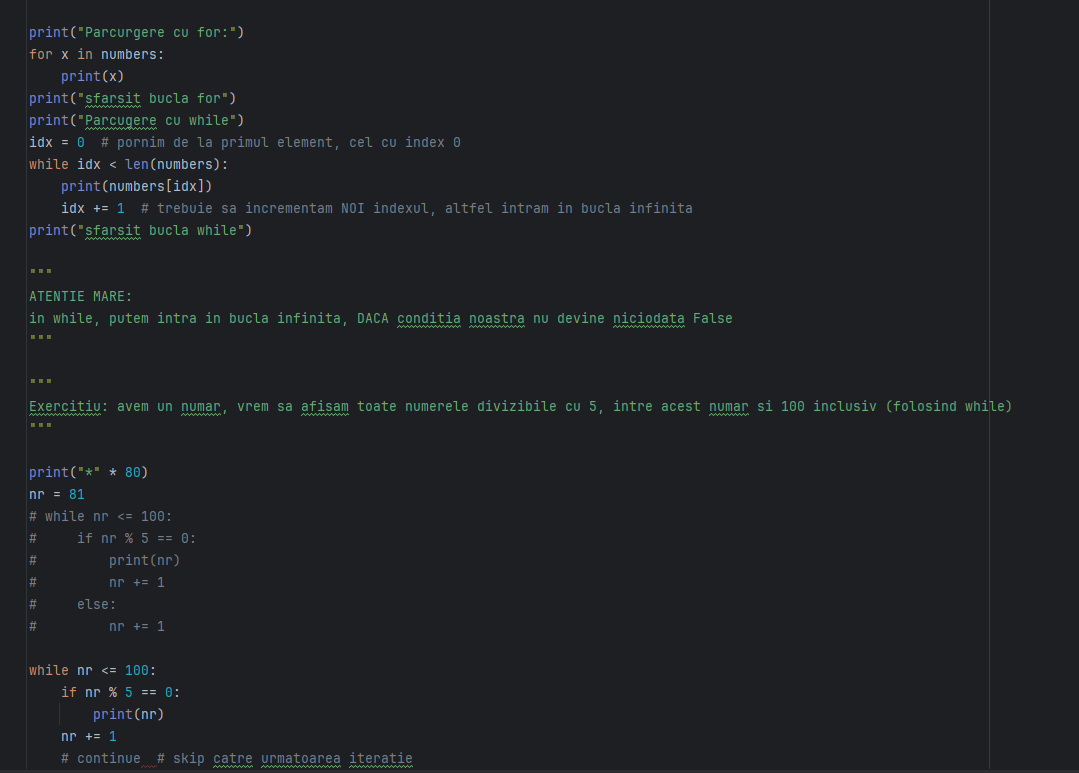 print("Parcurgere cu for:")
for x in numbers:
    print(x)
print("sfarsit bucla for")
print("Parcugere cu while")
idx = 0  # pornim de la primul element, cel cu index 0
while idx < len(numbers):
    print(numbers[idx])
    idx += 1  # trebuie sa incrementam NOI indexul, altfel intram in bucla infinita
print("sfarsit bucla while")
"""
ATENTIE MARE:
in while, putem intra in bucla infinita, DACA conditia noastra nu devine niciodata False
"""
"""
Exercitiu: avem un numar, vrem sa afisam toate numerele divizibile cu 5, intre acest numar si 100 inclusiv (folosind while)
"""
print("*" * 80)
nr = 81
# while nr <= 100:
#     if nr % 5 == 0:
#         print(nr)
#         nr += 1
#     else:
#         nr += 1
while nr <= 100:
    if nr % 5 == 0:
        print(nr)
    nr += 1
    # continue  # skip catre urmatoarea iteratie